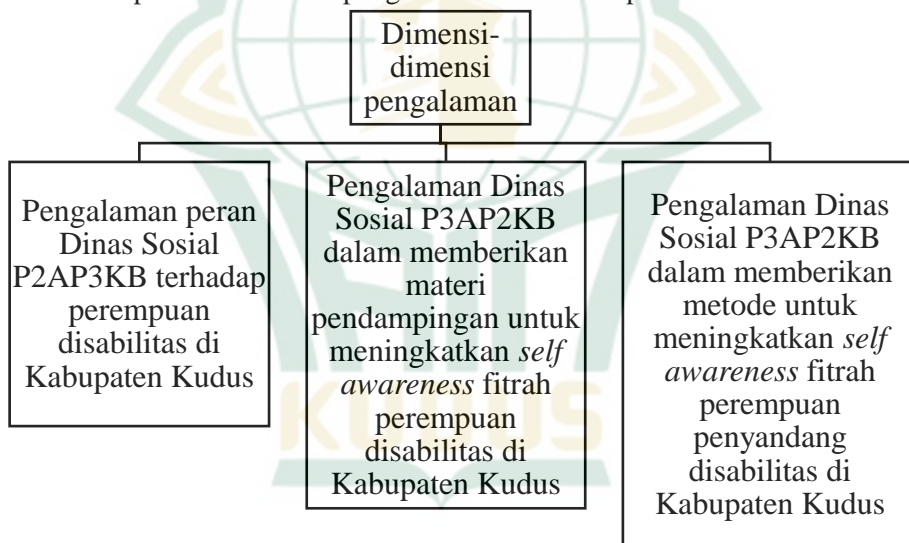 Dimensi-
dimensi
pengalaman
Pengalaman peran
Dinas Sosial
P2AP3KB terhadap
perempuan
disabilitas di
Kabupaten Kudus
Pengalaman Dinas
Sosial P3AP2KB
dalam memberikan
materi
pendampingan untuk
meningkatkan self
awareness fitrah
perempuan
disabilitas di
Kabupaten Kudus
Pengalaman Dinas
Sosial P3AP2KB
dalam memberikan
metode untuk
meningkatkan self
awareness fitrah
perempuan
penyandang
disabilitas di
Kabupaten Kudus
KUDUS